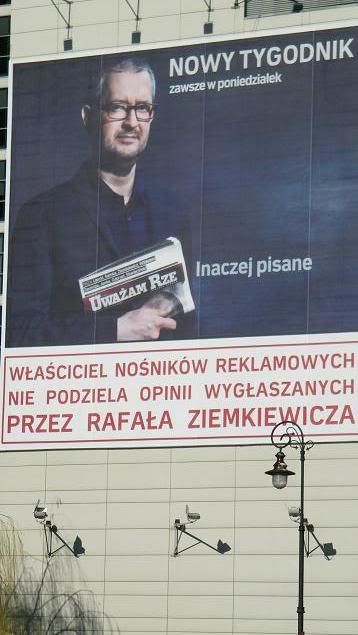 NOWY TYGODNIK
zawsze w poniedziałek
UWAŻAM RZE
Inaczej pisane
WŁAŚCICIEL NOŚNIKÓW REKLAMOWYCH
NIE PODZIELA OPINII WYGŁASZANYCH
PRZEZ RAFAŁA ZIEMKIEWICZA